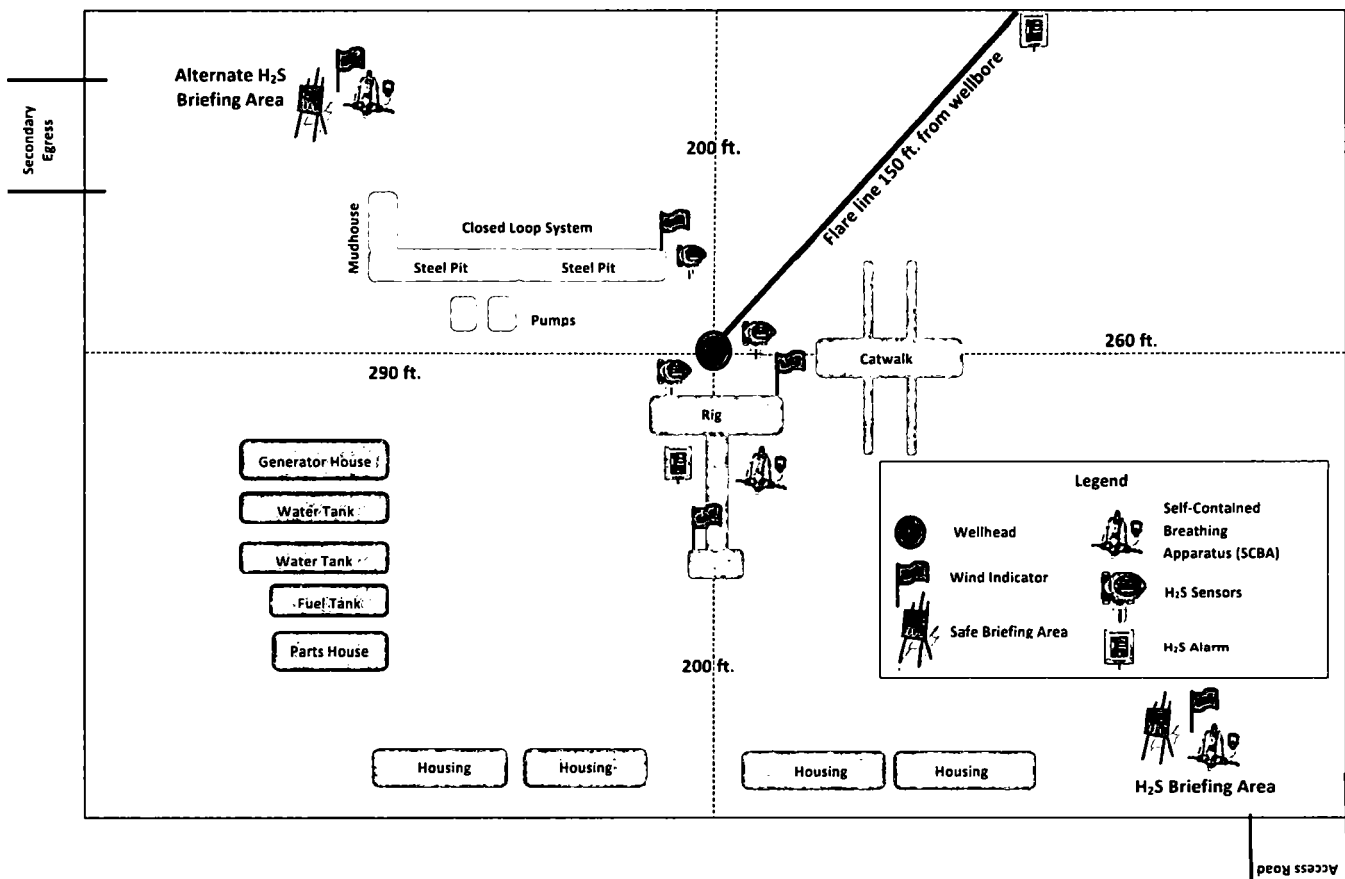 Alternate H₂S
Briefing Area
Secondary
Egress
200 ft.
Flare line 150 ft. from wellbore
Mudhouse
Closed Loop System
Steel Pit
Steel Pit
Pumps
290 ft.
260 ft.
Catwalk
Rig
Generator House
Water Tank
Water Tank
Fuel Tank
Parts House
200 ft.
Legend
Wellhead
Wind Indicator
Safe Briefing Area
Self-Contained
Breathing
Apparatus (SCBA)
H₂S Sensors
H₂S Alarm
Housing
Housing
Housing
Housing
H₂S Briefing Area
Access Road